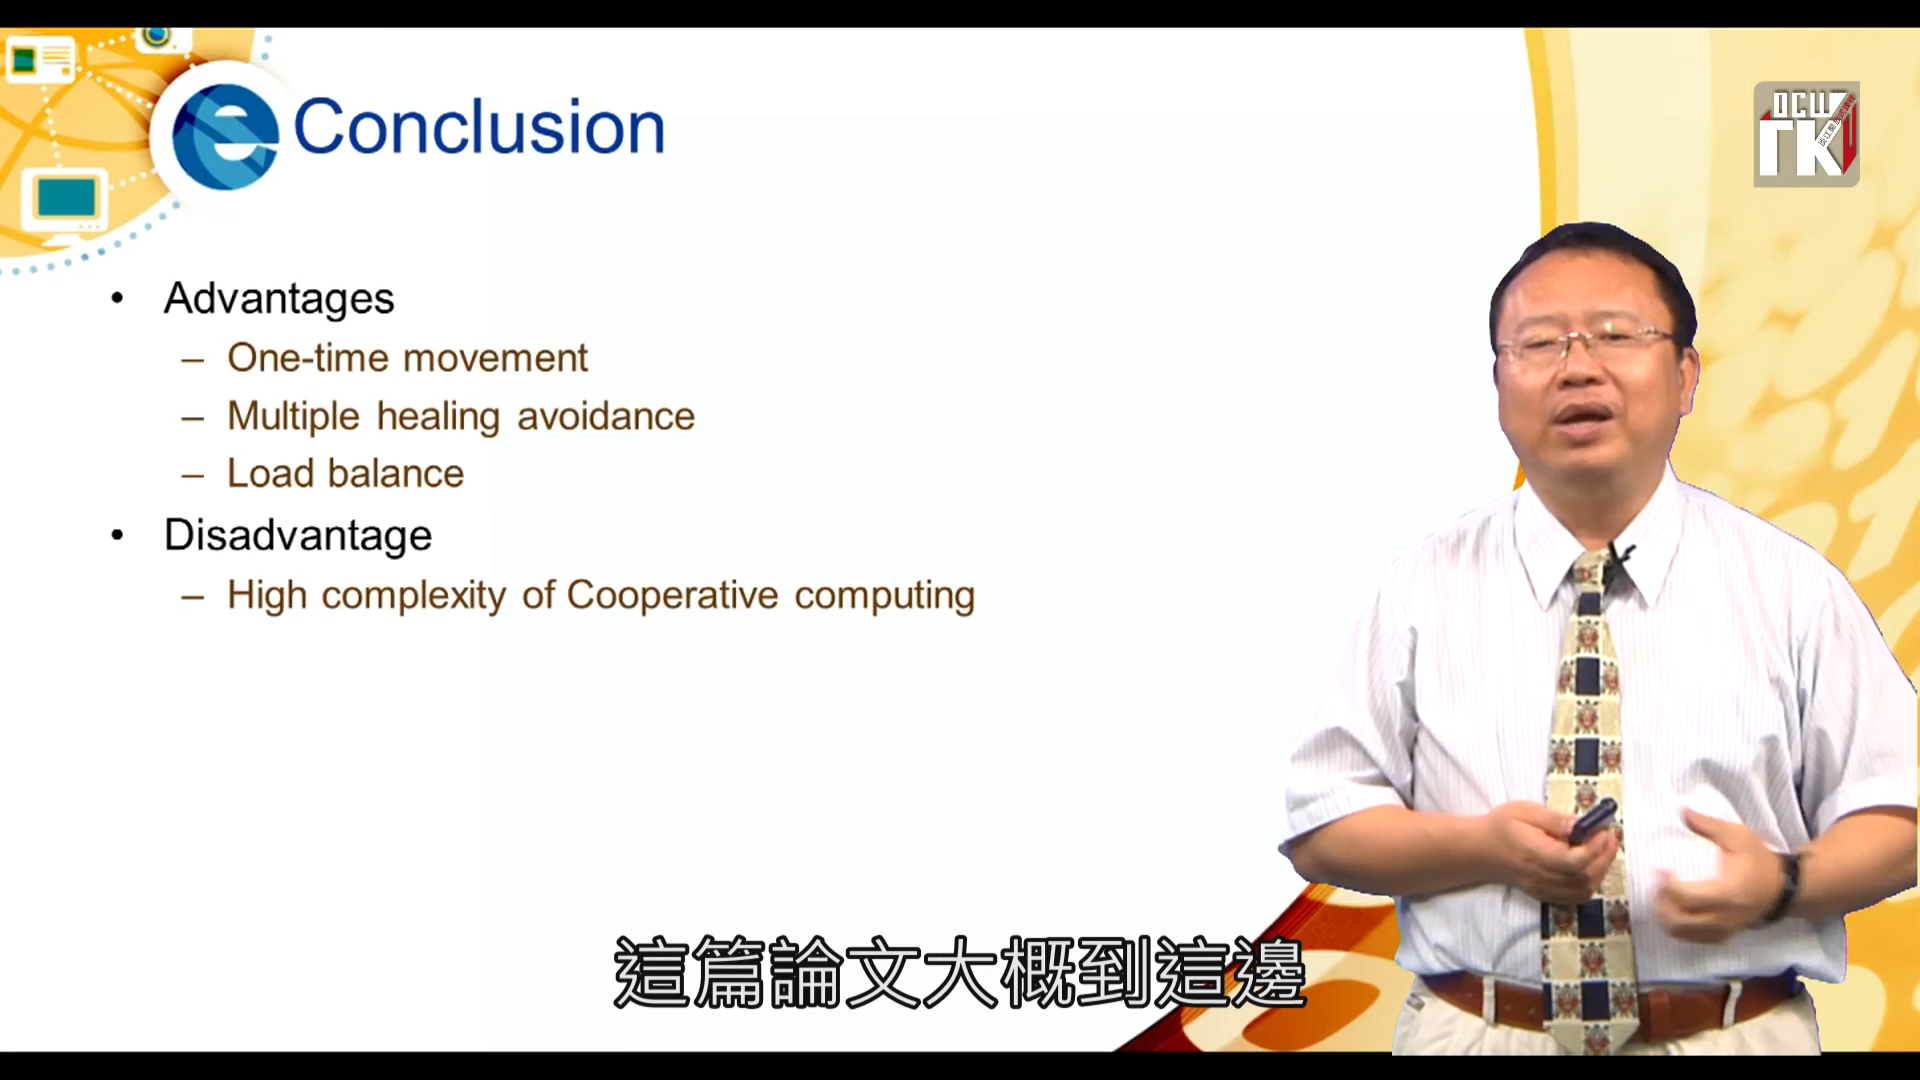 OCW
TKU
Conclusion
• Advantages
– One-time movement
– Multiple healing avoidance
– Load balance
• Disadvantage
– High complexity of Cooperative computing
這篇論文大概到這邊